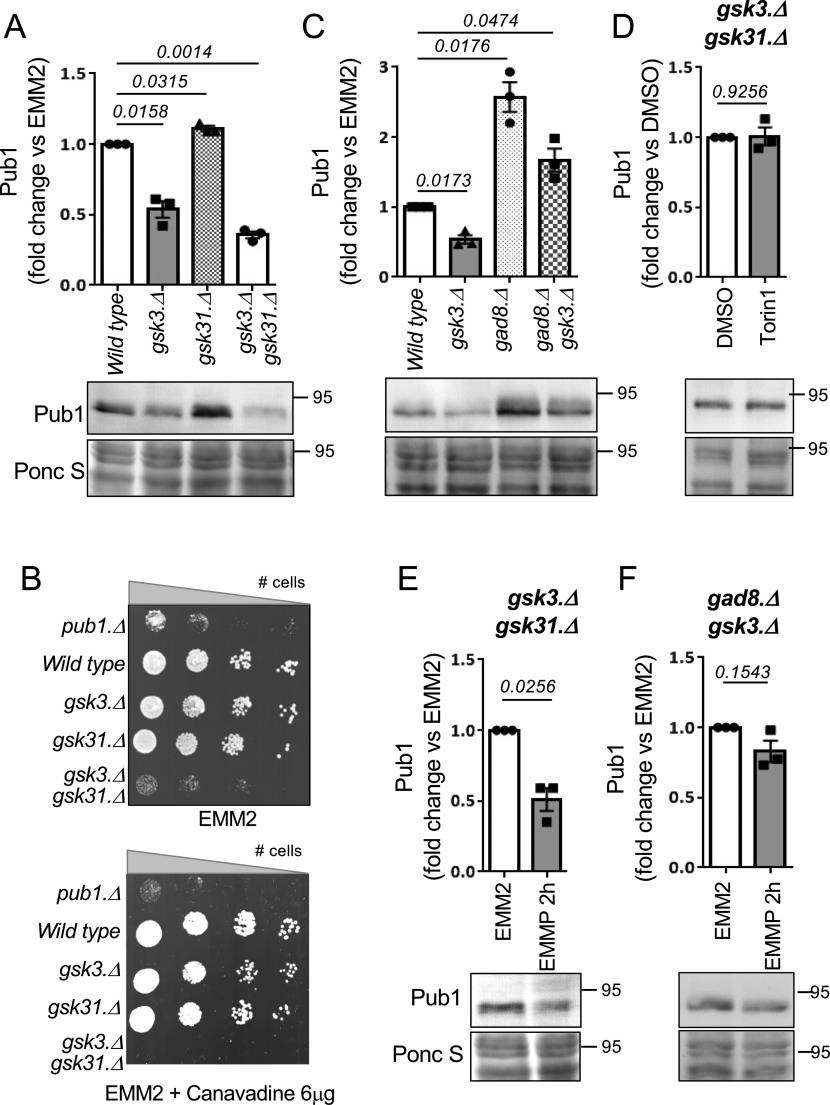 A
0.0014
0.0315
0.0158
Pub1
(fold change vs EMM2)
1.5
1.0
0.5
0.0
Wild type
gsk3.Δ
gsk31.Δ
gsk3.Δ
gsk31.Δ
Pub1
95
Ponc S
95
C
0.0474
0.0176
0.0173
Pub1
(fold change vs EMM2)
3
2
1
0
Wild type
gsk3.Δ
gad8.Δ
gad8.Δ
gsk3.Δ
95
95
D
gsk3.Δ
gsk31.Δ
0.9256
Pub1
(fold change vs DMSO)
1.5
1.0
0.5
0.0
DMSO
Torin1
95
95
B
# cells
pub1.Δ
Wild type
gsk3.Δ
gsk31.Δ
gsk3.Δ
gsk31.Δ
EMM2
# cells
pub1.Δ
Wild type
gsk3.Δ
gsk31.Δ
gsk3.Δ
gsk31.Δ
EMM2 + Canavadine 6µg
E
gsk3.Δ
gsk31.Δ
0.0256
Pub1
(fold change vs EMM2)
1.5
1.0
0.5
0.0
EMM2
EMMP 2h
Pub1
95
Ponc S
95
F
gad8.Δ
gsk3.Δ
0.1543
Pub1
(fold change vs EMM2)
1.5
1.0
0.5
0.0
EMM2
EMMP 2h
95
95